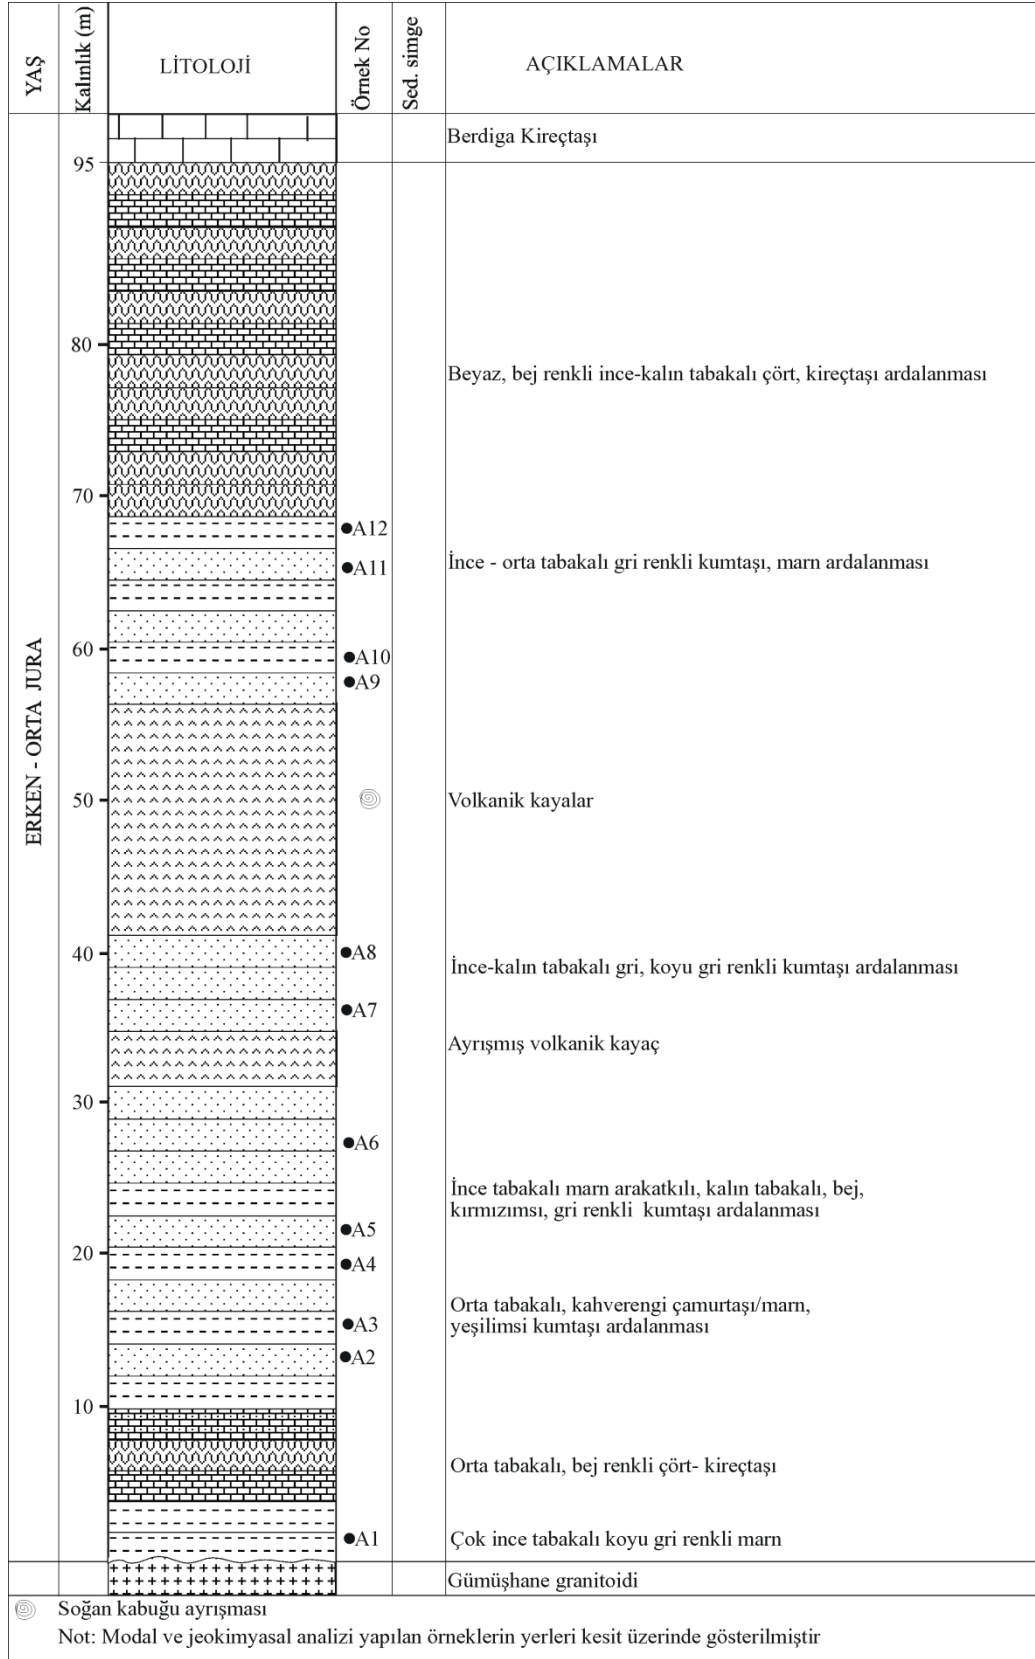 YAŞ
Kalınlık (m)
LİTOLOJİ
Örnek No
Sed. simge
AÇIKLAMALAR
Berdiga Kireçtaşı
95
80
Beyaz, bej renkli ince-kalın tabakalı çört, kireçtaşı ardalanması
70
A12
A11
İnce - orta tabakalı gri renkli kumtaşı, marn ardalanması
60
A10
A9
ERKEN - ORTA JURA
50
Volkanik kayalar
40
A8
İnce-kalın tabakalı gri, koyu gri renkli kumtaşı ardalanması
A7
Ayrışmış volkanik kayaç
30
A6
İnce tabakalı marn arakatkılı, kalın tabakalı, bej,
kırmızımsı, gri renkli kumtaşı ardalanması
A5
20
A4
Orta tabakalı, kahverengi çamurtaşı/marn,
yeşilimsi kumtaşı ardalanması
A3
A2
10
Orta tabakalı, bej renkli çört- kireçtaşı
A1
Çok ince tabakalı koyu gri renkli marn
Gümüşhane granitoidi
Soğan kabuğu ayrışması
Not: Modal ve jeokimyasal analizi yapılan örneklerin yerleri kesit üzerinde gösterilmiştir